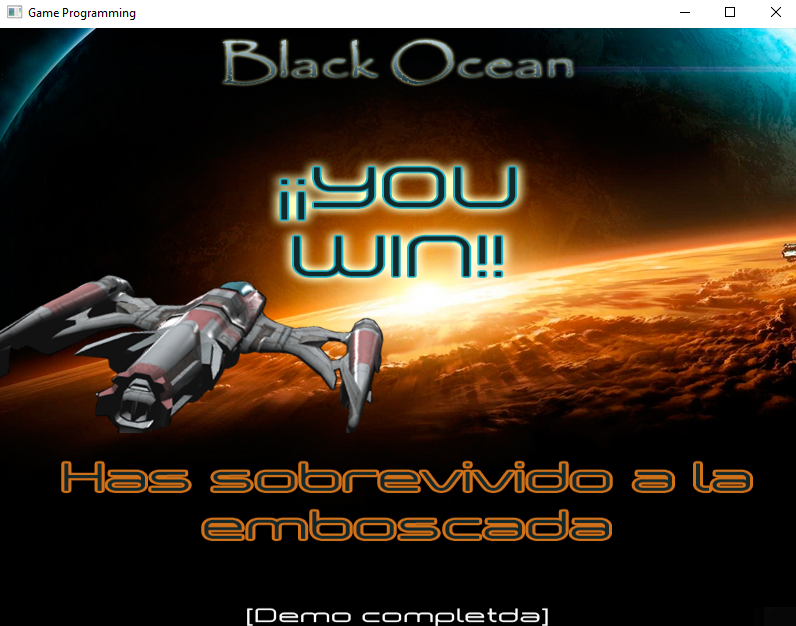 Game Programming
Black Ocean
¡¡YOU
WIN!!
Has sobrevivido a la
emboscada
[Demo completda]